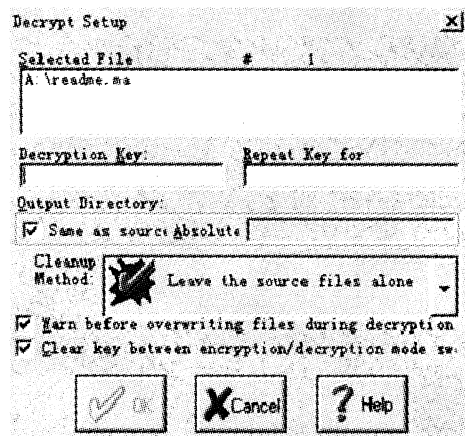 Decrypt Setup
Selected File # 1
A:\readme.ma
Decryption Key: Repeat Key for
Output Directory:
Same as source Absolute
Cleanup
Method: Leave the source files alone
Warn before overwriting files during decryption
Clear key between encryption/decryption mode sw
OK Cancel Help